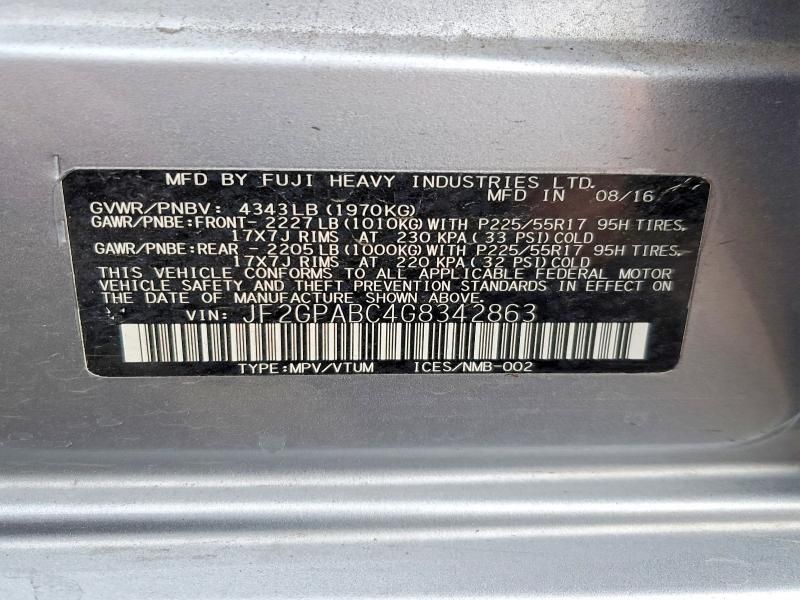 MFD BY FUJI HEAVY INDUSTRIES LTD.
MFD IN 08/16
GVWR/PNBV: 4343LB (1970KG)
GAWR/PNBE:FRONT- 2227LB (1010KG) WITH P225/55R17 95H TIRES.
17X7J RIMS AT 230 KPA ( 33 PSI) COLD
GAWR/PNBE:REAR - 2205LB (1000KG) WITH P225/55R17 95H TIRES.
17X7J RIMS AT 220 KPA ( 32 PSI) COLD
THIS VEHICLE CONFORMS TO ALL APPLICABLE FEDERAL MOTOR
VEHICLE SAFETY AND THEFT PREVENTION STANDARDS IN EFFECT ON
THE DATE OF MANUFACTURE SHOWN ABOVE.
VIN: JF2GPABC4G8342863
TYPE:MPV/VTUM ICES/NMB-002